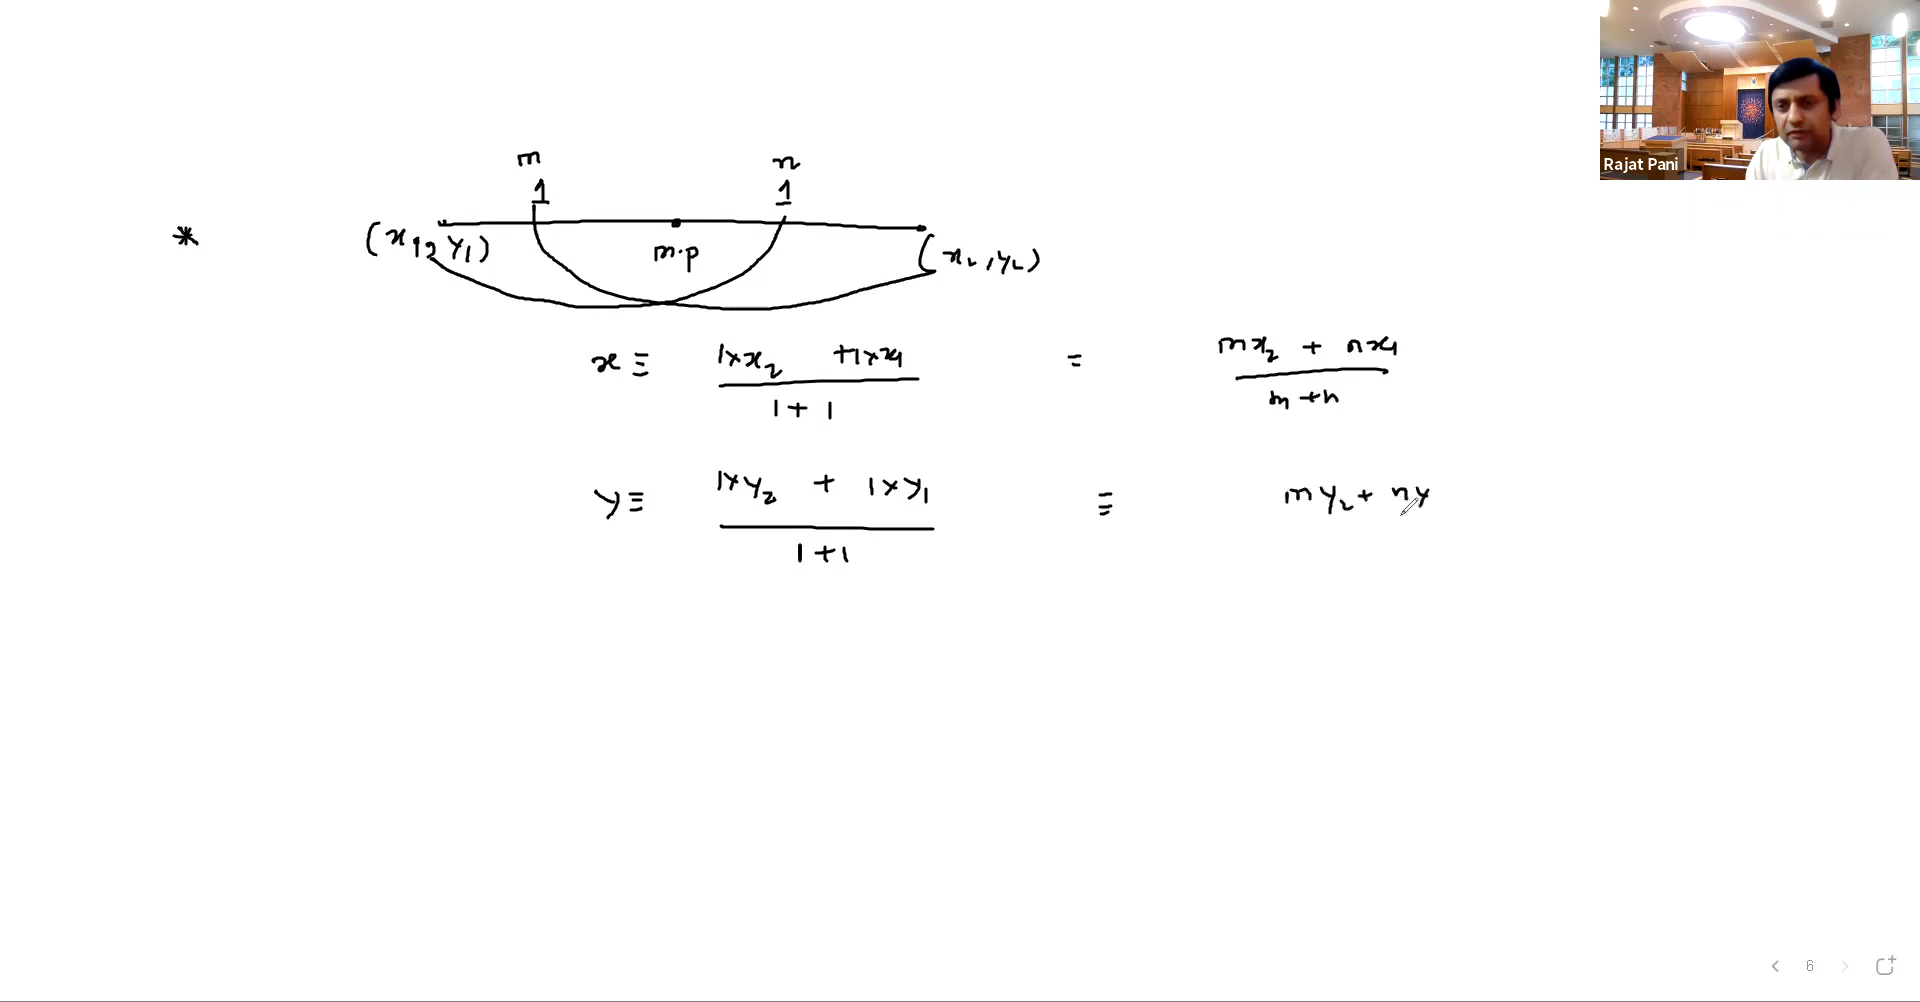 Rajat Pani
m n
1 1
* (x₁, y₁) m.p (x₂, y₂)
x ≡ (1×x₂ + 1×x₁)/(1 + 1) = (mx₂ + nx₁)/(m + n)
y ≡ (1×y₂ + 1×y₁)/(1 + 1) ≡ my₂ + ny
6